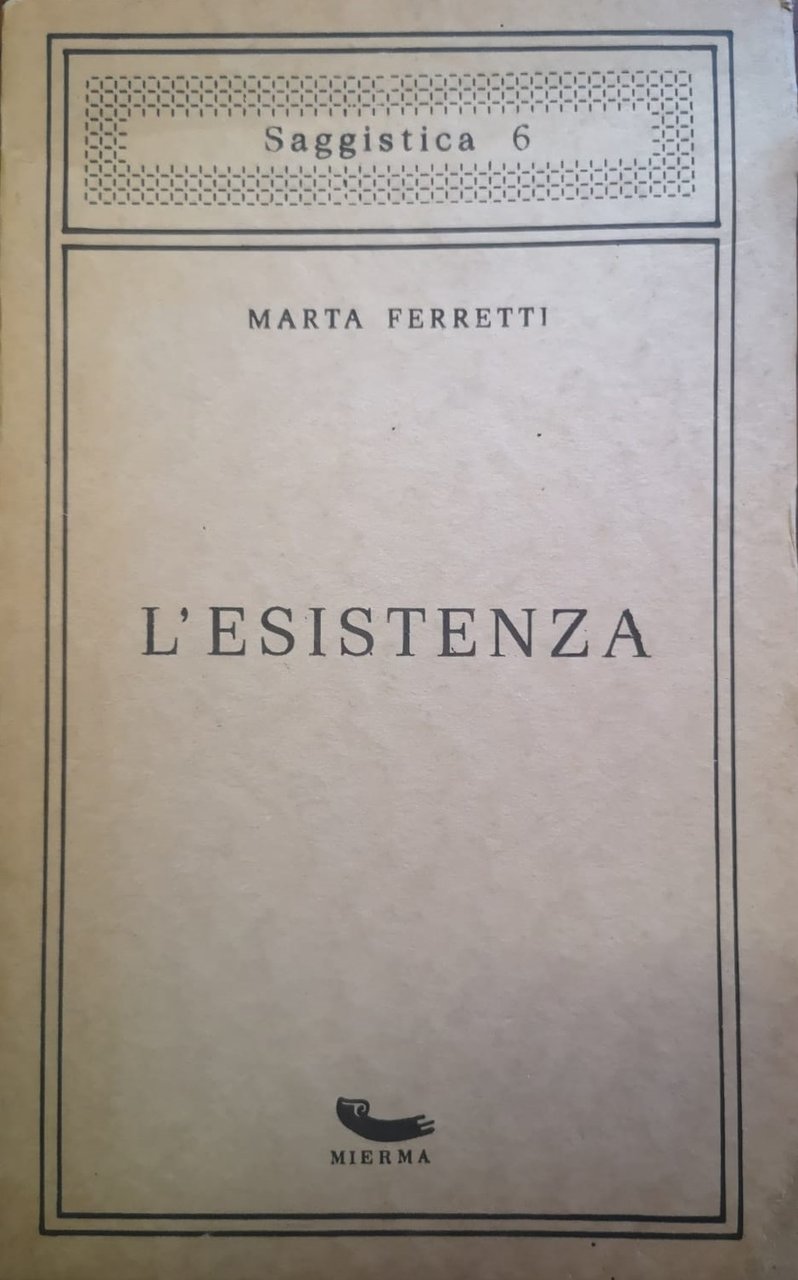 Saggistica 6
MARTA FERRETTI
L'ESISTENZA
MIERMA